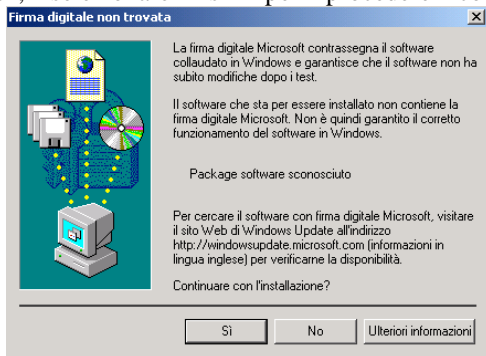 Firma digitale non trovata
La firma digitale Microsoft contrassegna il software
collaudato in Windows e garantisce che il software non ha
subito modifiche dopo i test.
Il software che sta per essere installato non contiene la
firma digitale Microsoft. Non è quindi garantito il corretto
funzionamento del software in Windows.
Package software sconosciuto
Per cercare il software con firma digitale Microsoft, visitare
il sito Web di Windows Update all'indirizzo
http://windowsupdate.microsoft.com (informazioni in
lingua inglese) per verificarne la disponibilità.
Continuare con l'installazione?
Sì No Ulteriori informazioni